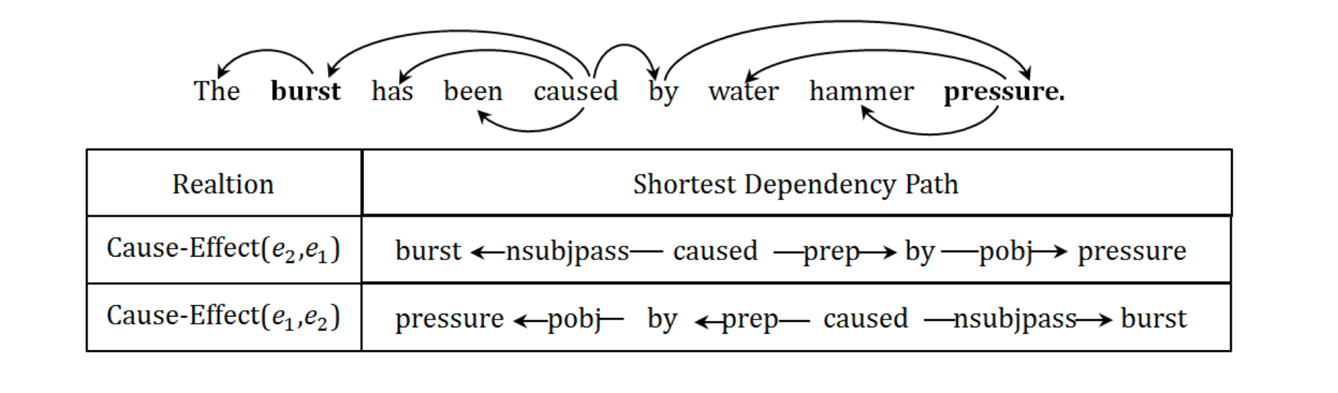 The burst has been caused by water hammer pressure.
Realtion Shortest Dependency Path
Cause-Effect(e₂,e₁) burst ←nsubjpass— caused —prep→ by —pobj→ pressure
Cause-Effect(e₁,e₂) pressure ←pobj— by ←prep— caused —nsubjpass→ burst